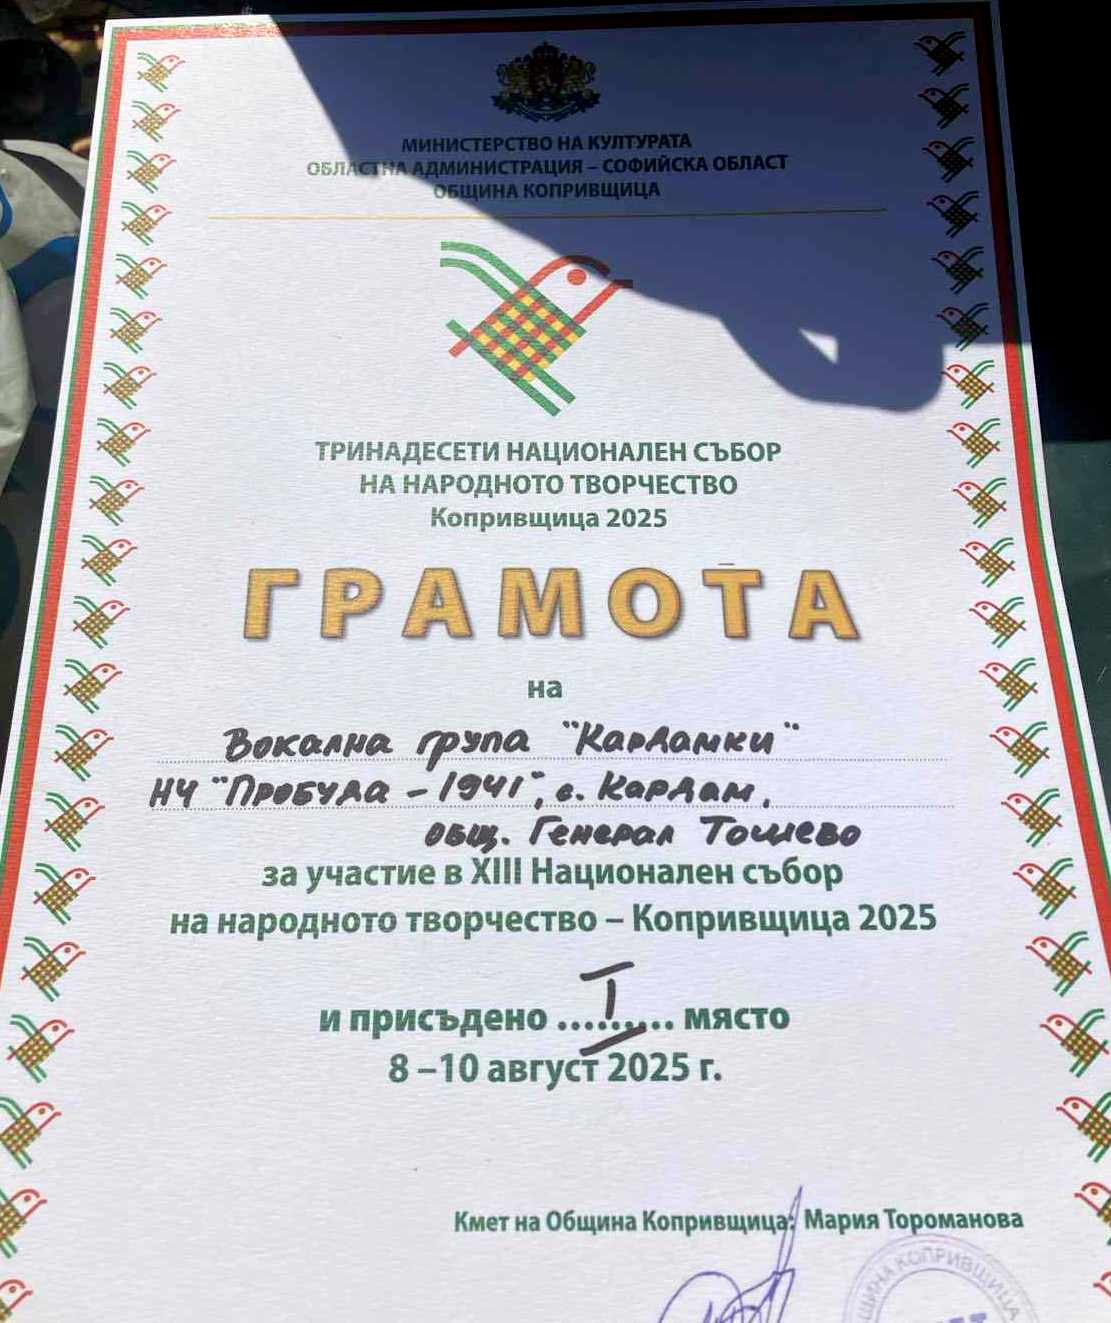 МИНИСТЕРСТВО НА КУЛТУРАТА
ОБЛАСТНА АДМИНИСТРАЦИЯ – СОФИЙСКА ОБЛАСТ
ОБЩИНА КОПРИВЩИЦА
ТРИНАДЕСЕТИ НАЦИОНАЛЕН СЪБОР
НА НАРОДНОТО ТВОРЧЕСТВО
Копривщица 2025
ГРАМОТА
на
Вокална група "Кардамки"
НЧ "Пробуда – 1941", с. Кардам,
общ. Генерал Тошево
за участие в XIII Национален събор
на народното творчество – Копривщица 2025
и присъдено ....I.... място
8 –10 август 2025 г.
Кмет на Община Копривщица: Мария Тороманова
ЩИНА КОПРИВЩИЦА